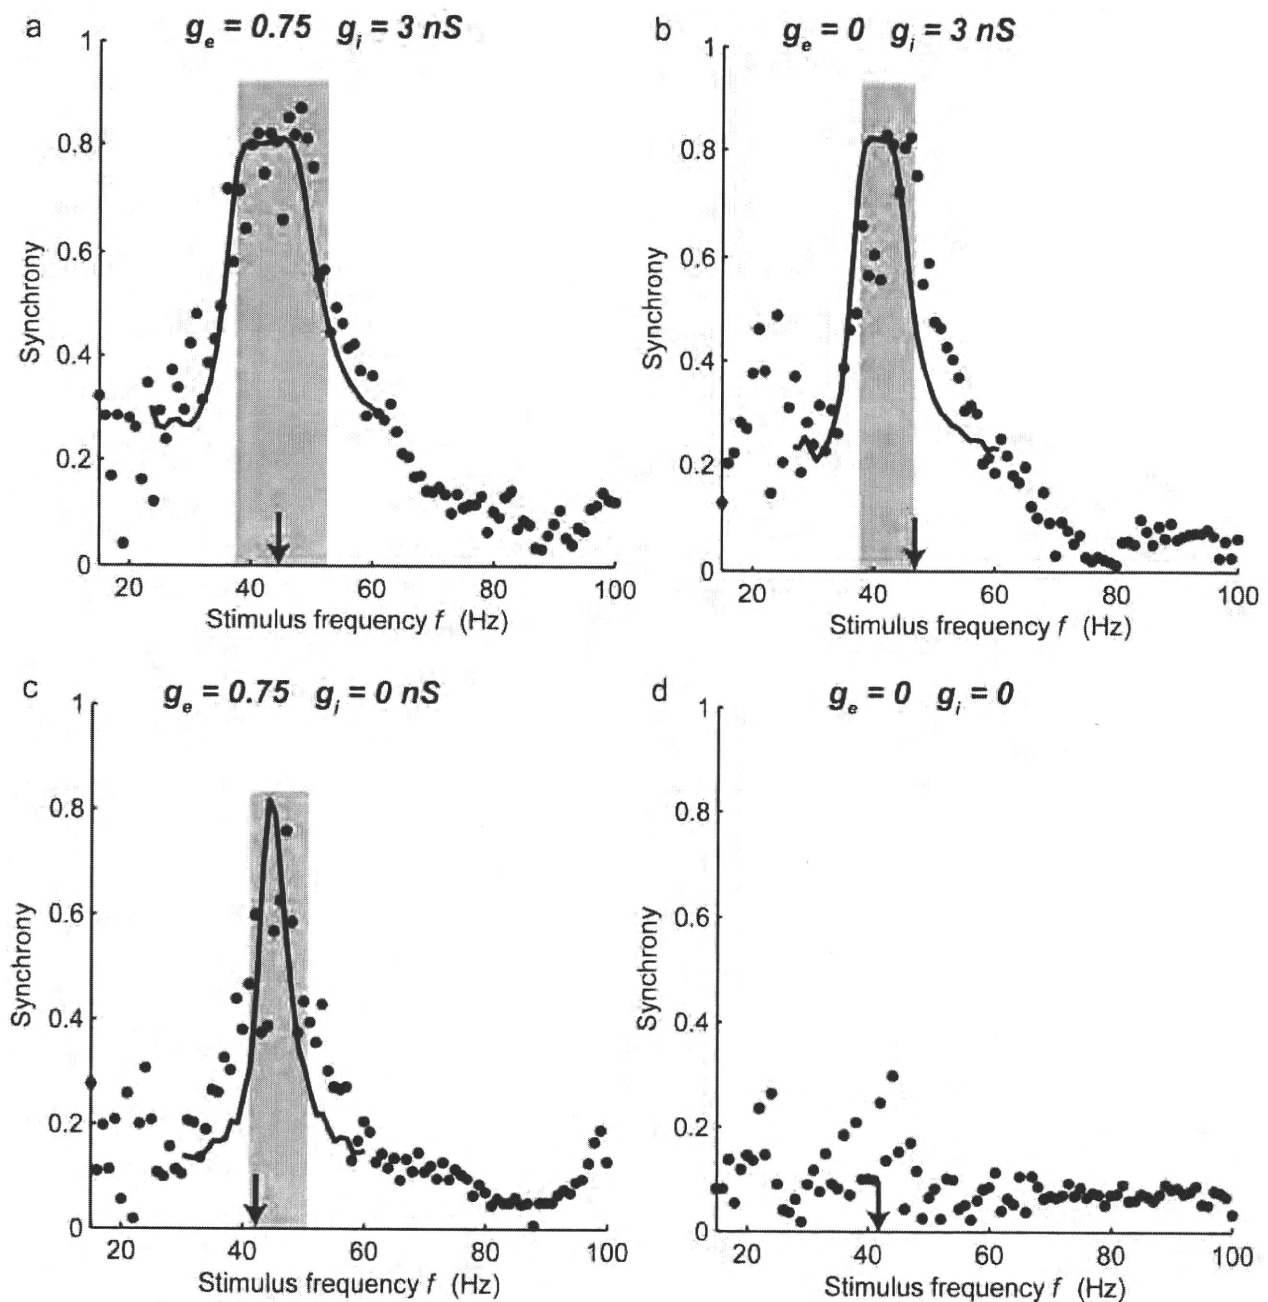 a
g_e = 0.75 g_i = 3 nS
1
0.8
0.6
0.4
0.2
0
Synchrony
20 40 60 80 100
Stimulus frequency f (Hz)
b
g_e = 0 g_i = 3 nS
1
0.8
0.6
0.4
0.2
0
Synchrony
20 40 60 80 100
Stimulus frequency f (Hz)
c
g_e = 0.75 g_i = 0 nS
1
0.8
0.6
0.4
0.2
0
Synchrony
20 40 60 80 100
Stimulus frequency f (Hz)
d
g_e = 0 g_i = 0
1
0.8
0.6
0.4
0.2
0
Synchrony
20 40 60 80 100
Stimulus frequency f (Hz)